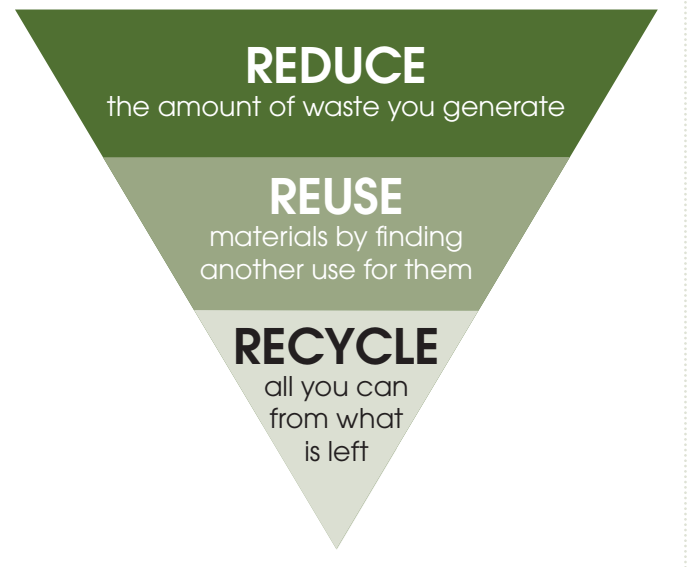 REDUCE
the amount of waste you generate
REUSE
materials by finding
another use for them
RECYCLE
all you can
from what
is left